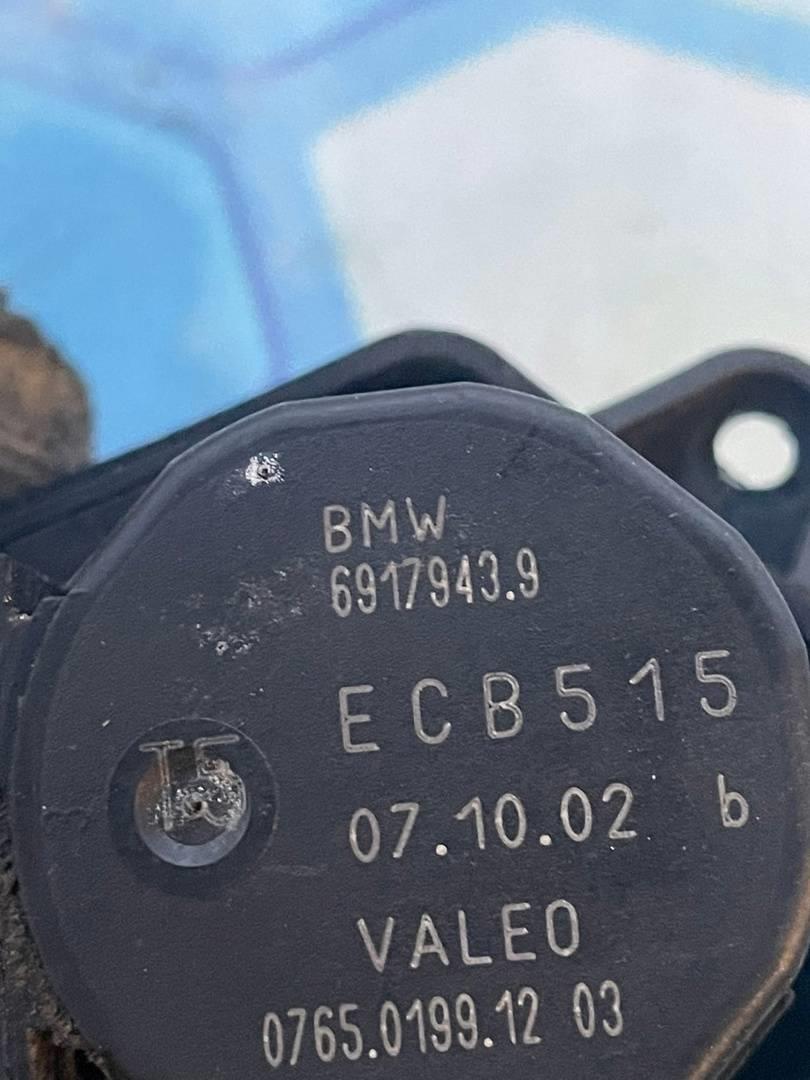 BMW
6917943.9
ECB515
07.10.02 b
VALEO
0765.0199.12 03